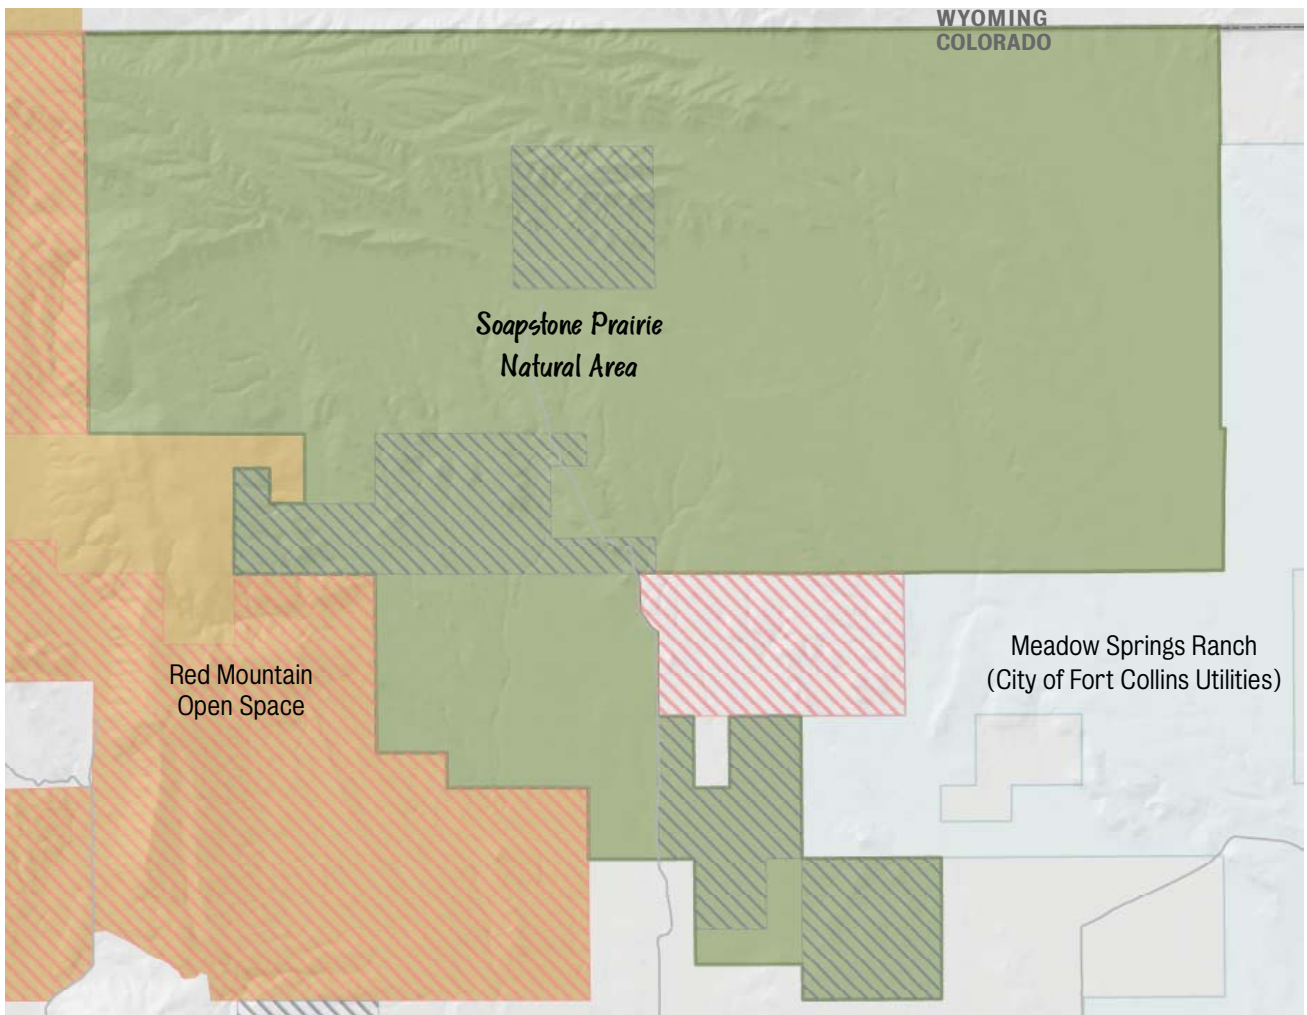 WYOMING
COLORADO
Soapstone Prairie
Natural Area
Meadow Springs Ranch
(City of Fort Collins Utilities)
Red Mountain
Open Space